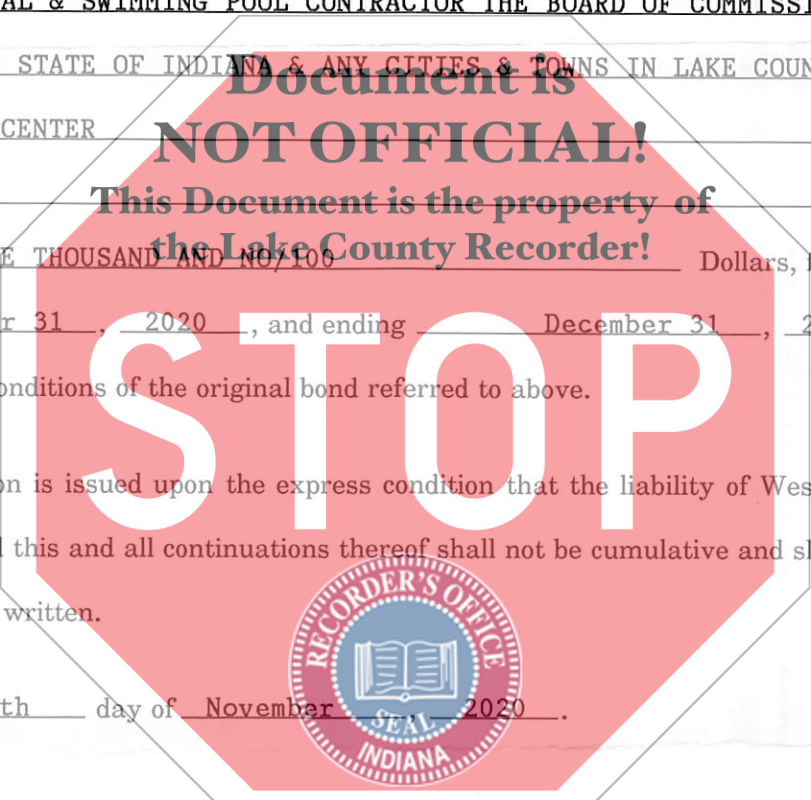 AL & SWIMMING POOL CONTRACTOR THE BOARD OF COMMISSI
STATE OF INDIANA & ANY CITIES & TOWNS IN LAKE COUN
Document is
CENTER
NOT OFFICIAL!
This Document is the property of
the Lake County Recorder!
E THOUSAND AND NO/100 Dollars, f
r 31, 2020, and ending December 31, 2
STOP
onditions of the original bond referred to above.
on is issued upon the express condition that the liability of Wes
l this and all continuations thereof shall not be cumulative and sh
written.
RECORDER'S OFFICE
th day of November, 2020.
SEAL
INDIANA